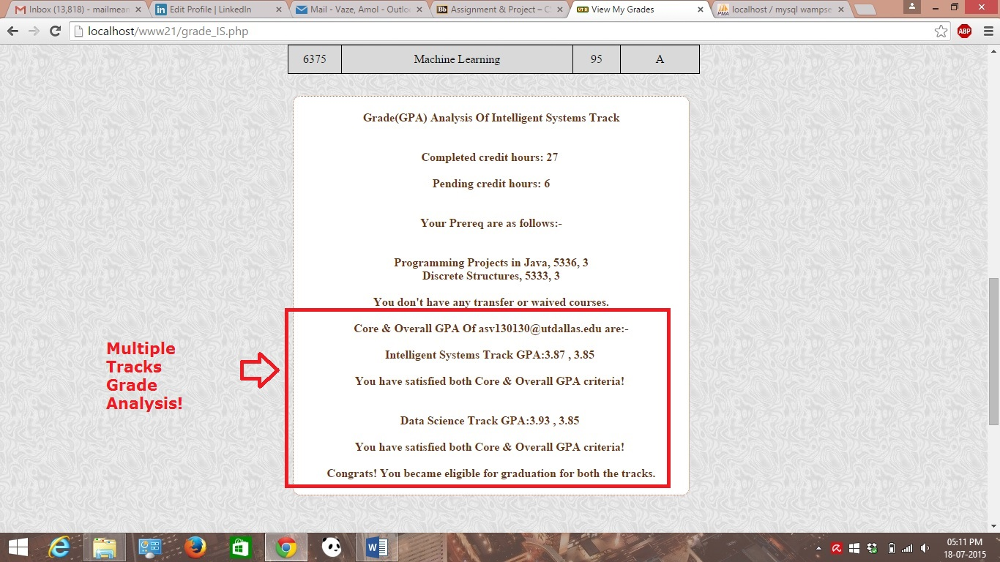 Inbox (13,818) - mailmean
Edit Profile | LinkedIn
Mail - Vaze, Amol - Outlo
Bb Assignment & Project – C
UTD View My Grades
PMA localhost / mysql wampse
localhost/www21/grade_IS.php
ABP
6375 Machine Learning 95 A
Grade(GPA) Analysis Of Intelligent Systems Track
Completed credit hours: 27
Pending credit hours: 6
Your Prereq are as follows:-
Programming Projects in Java, 5336, 3
Discrete Structures, 5333, 3
You don't have any transfer or waived courses.
Core & Overall GPA Of asv130130@utdallas.edu are:-
Intelligent Systems Track GPA:3.87 , 3.85
You have satisfied both Core & Overall GPA criteria!
Data Science Track GPA:3.93 , 3.85
You have satisfied both Core & Overall GPA criteria!
Congrats! You became eligible for graduation for both the tracks.
Multiple
Tracks
Grade
Analysis!
05:11 PM
18-07-2015